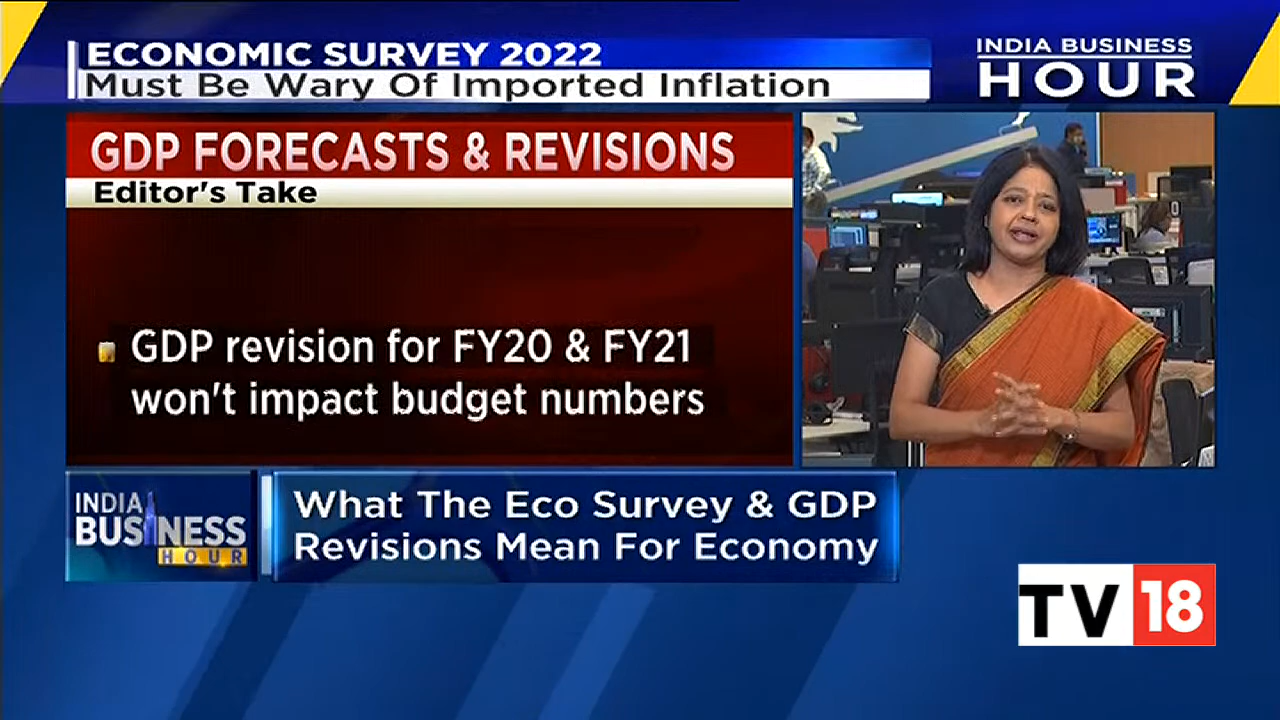 ECONOMIC SURVEY 2022
Must Be Wary Of Imported Inflation
INDIA BUSINESS
HOUR
GDP FORECASTS & REVISIONS
Editor's Take
GDP revision for FY20 & FY21
won't impact budget numbers
INDIA
BUSINESS
HOUR
What The Eco Survey & GDP
Revisions Mean For Economy
TV18